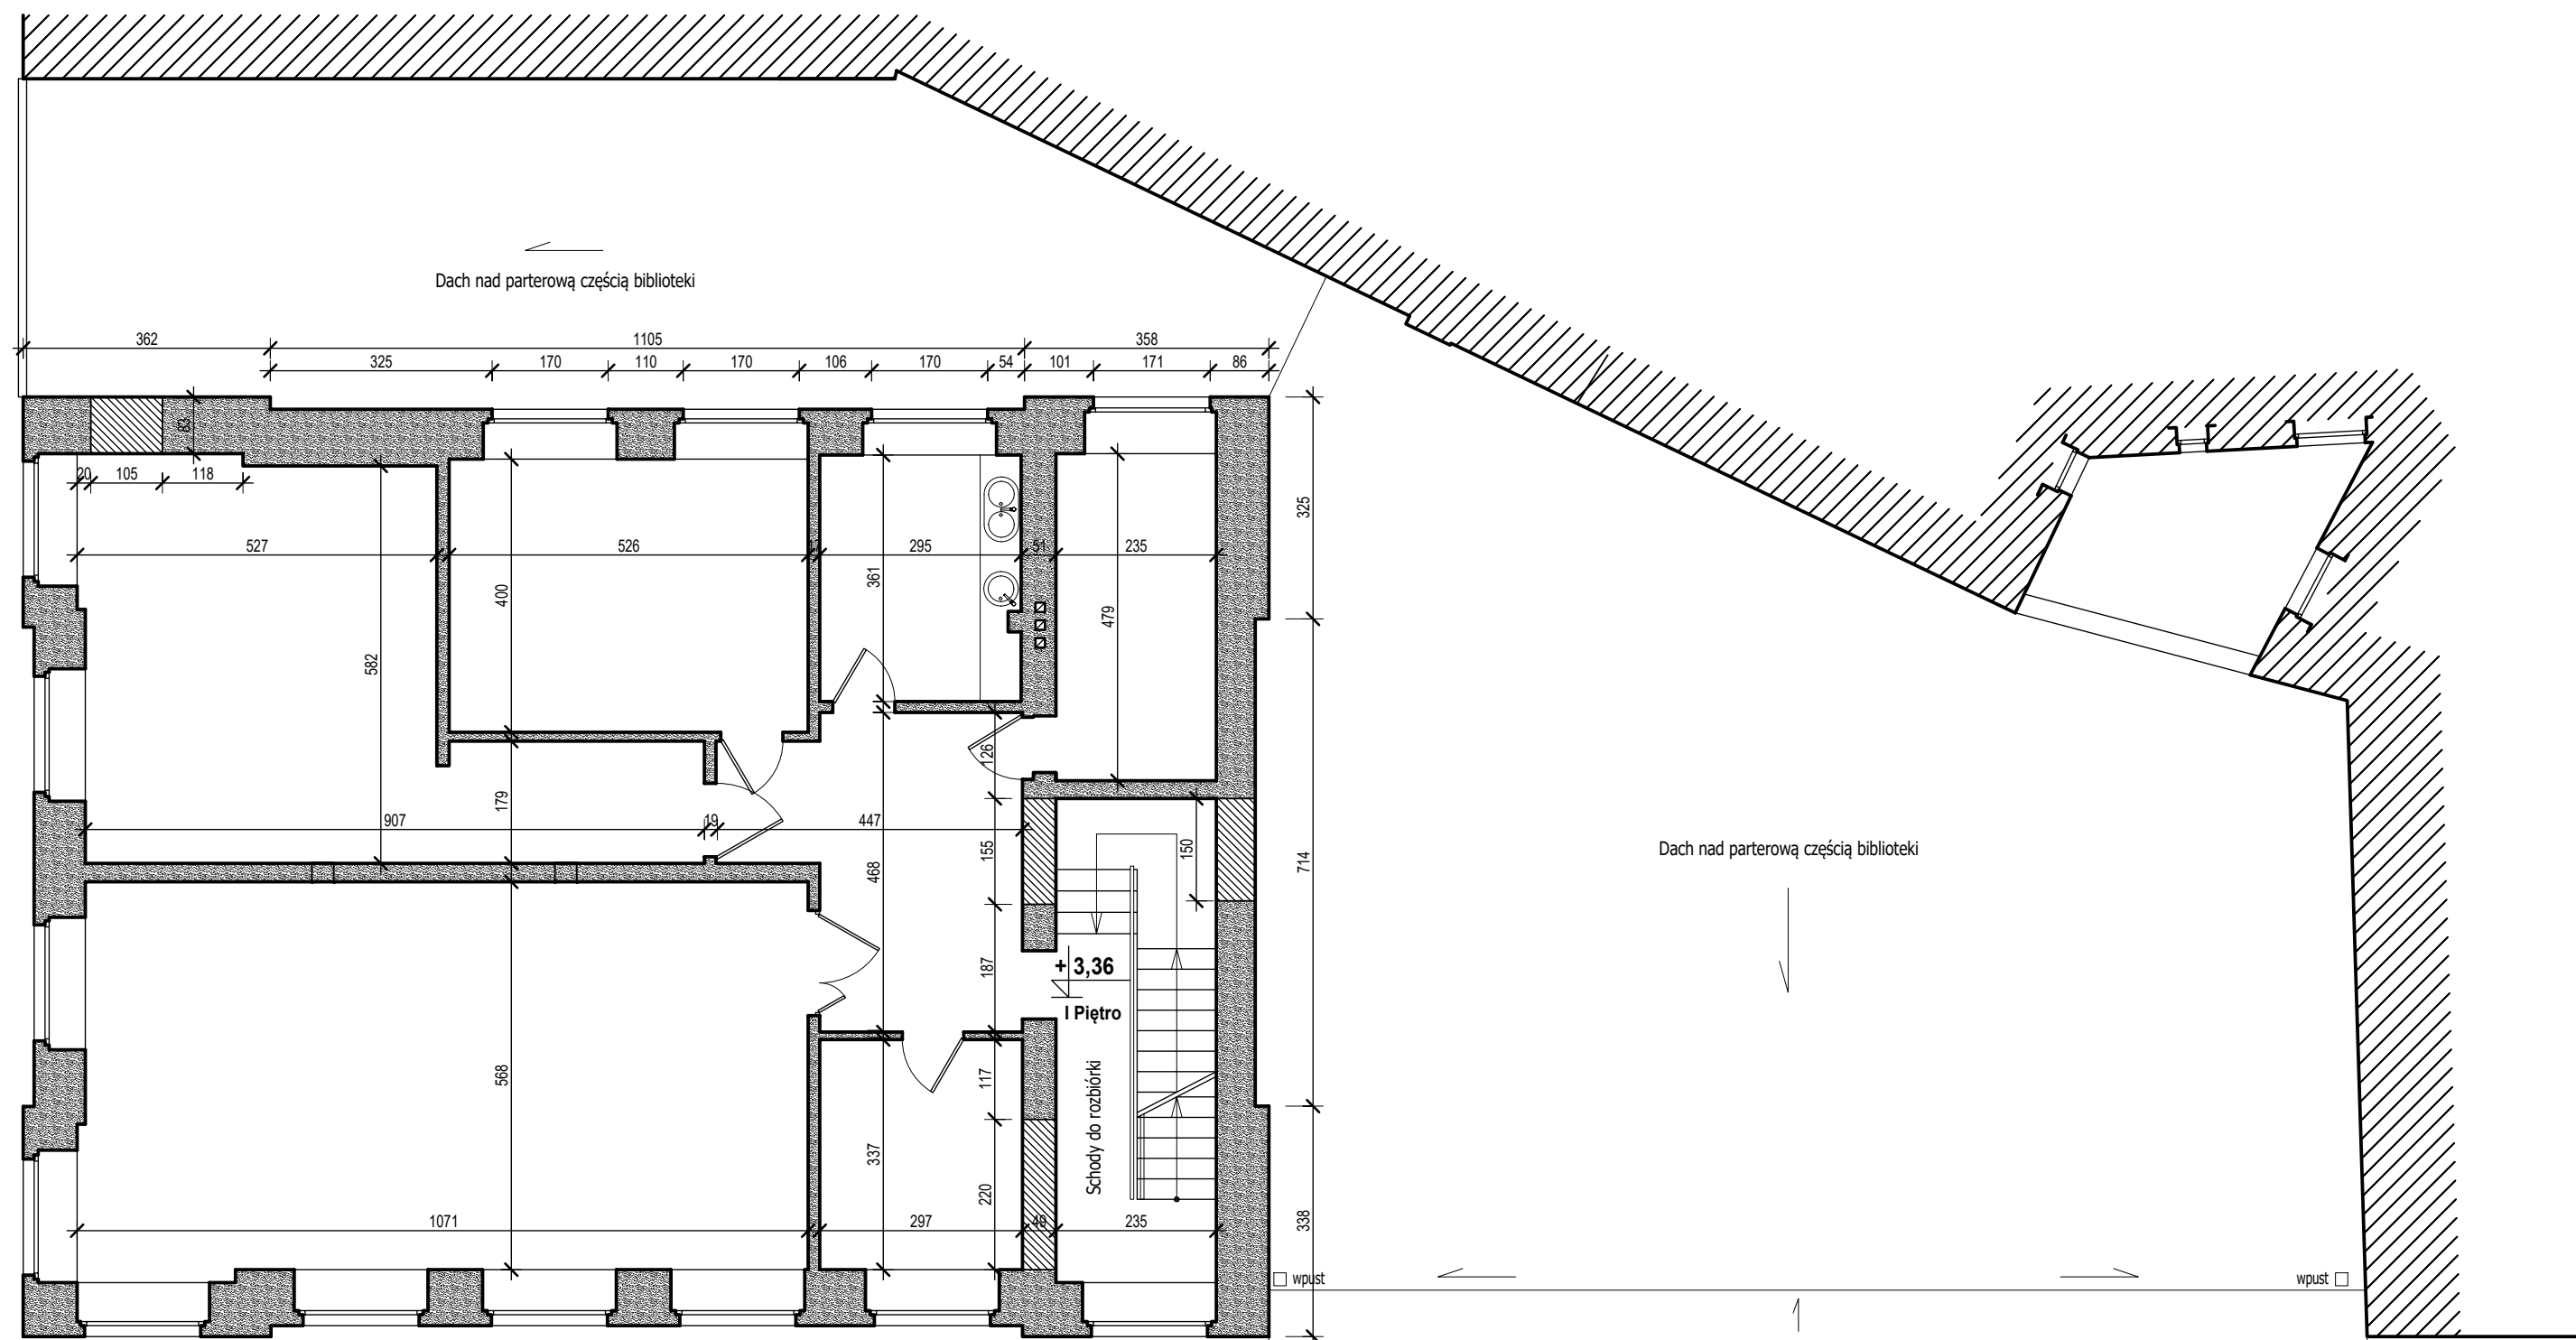 Dach nad parterową częścią biblioteki
362 1105 358
325 170 110 170 106 170 54 101 171 86
83
20 105 118
325
527 526 295 51 235
361
400
479
582
126
179
907 19 447
155
150
468
714
Dach nad parterową częścią biblioteki
187
+ 3,36
I Piętro
568
117
Schody do rozbiórki
337
220
338
1071 297 49 235
wpust
wpust